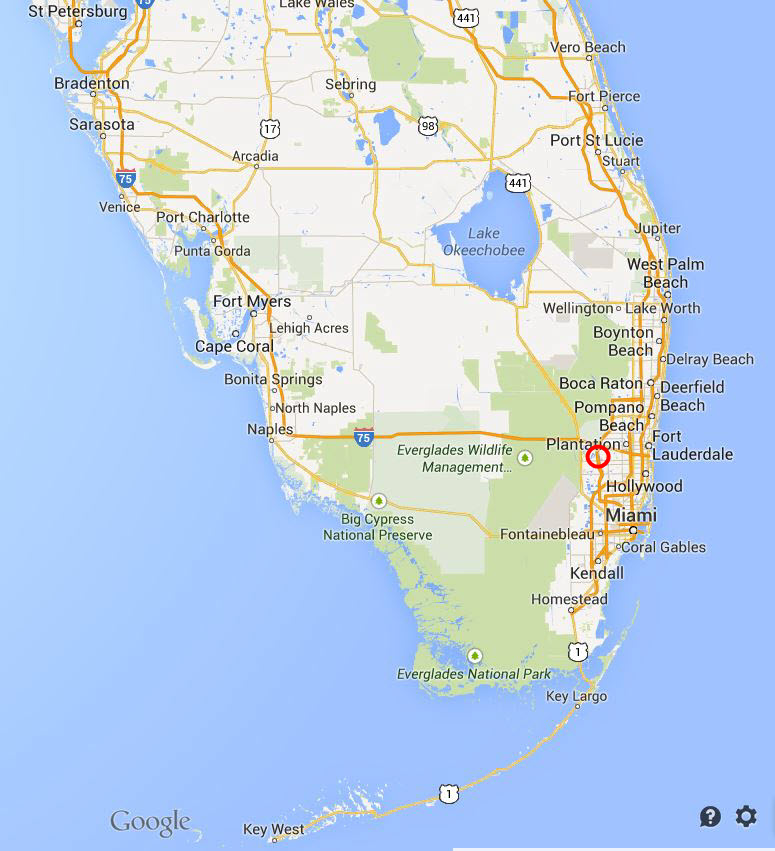 Lake Wales
75
St Petersburg
441
Vero Beach
Bradenton
Sebring
Fort Pierce
Sarasota
17
98
Port St Lucie
Arcadia
Stuart
75
441
Venice
Port Charlotte
Jupiter
Lake
Okeechobee
Punta Gorda
West Palm
Beach
Fort Myers
Wellington
Lake Worth
Lehigh Acres
Cape Coral
Boynton
Beach
Delray Beach
Bonita Springs
Boca Raton
Deerfield
Beach
North Naples
Pompano
Beach
Naples
75
Plantation
Fort
Lauderdale
Everglades Wildlife
Management...
Hollywood
Big Cypress
National Preserve
Miami
Fontainebleau
Coral Gables
Kendall
Homestead
1
Everglades National Park
Key Largo
1
Google
Key West
?